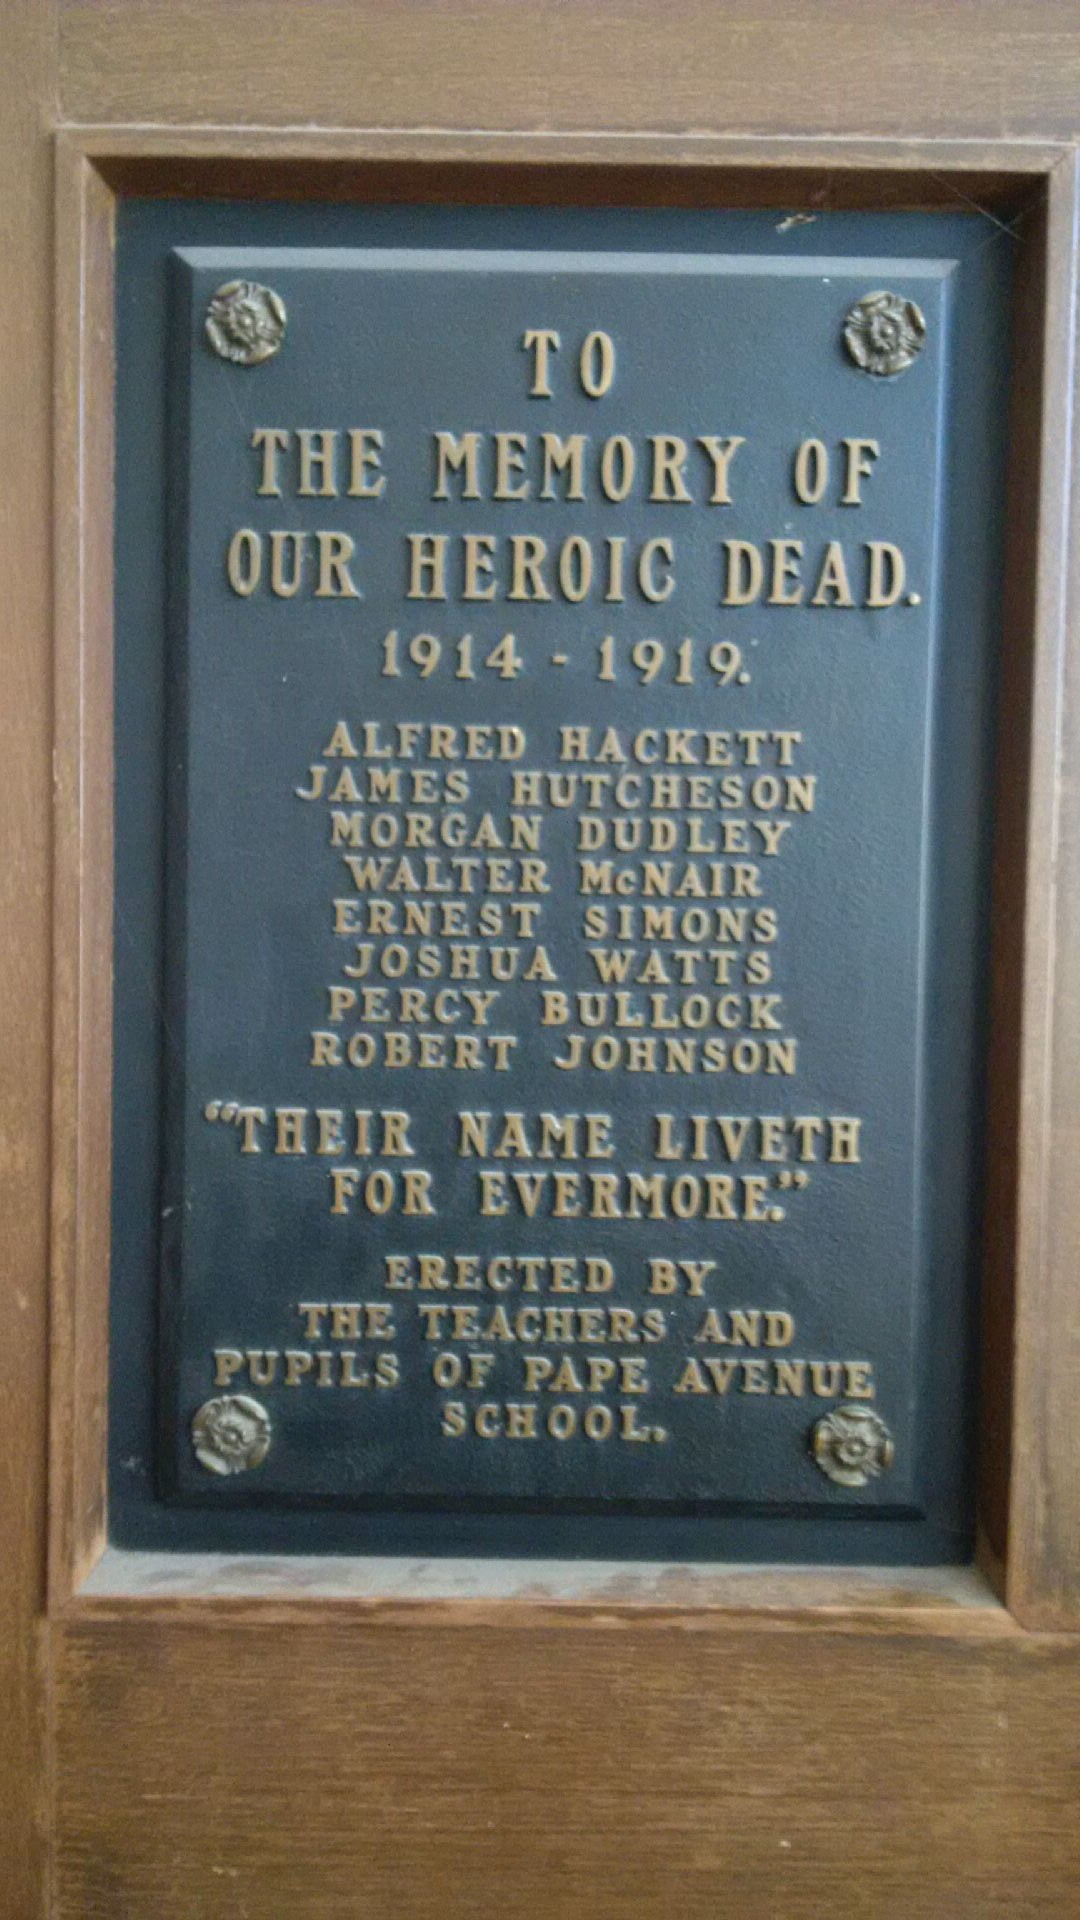 TO
THE MEMORY OF
OUR HEROIC DEAD.
1914 - 1919.
ALFRED HACKETT
JAMES HUTCHESON
MORGAN DUDLEY
WALTER McNAIR
ERNEST SIMONS
JOSHUA WATTS
PERCY BULLOCK
ROBERT JOHNSON
“THEIR NAME LIVETH
FOR EVERMORE.”
ERECTED BY
THE TEACHERS AND
PUPILS OF PAPE AVENUE
SCHOOL.